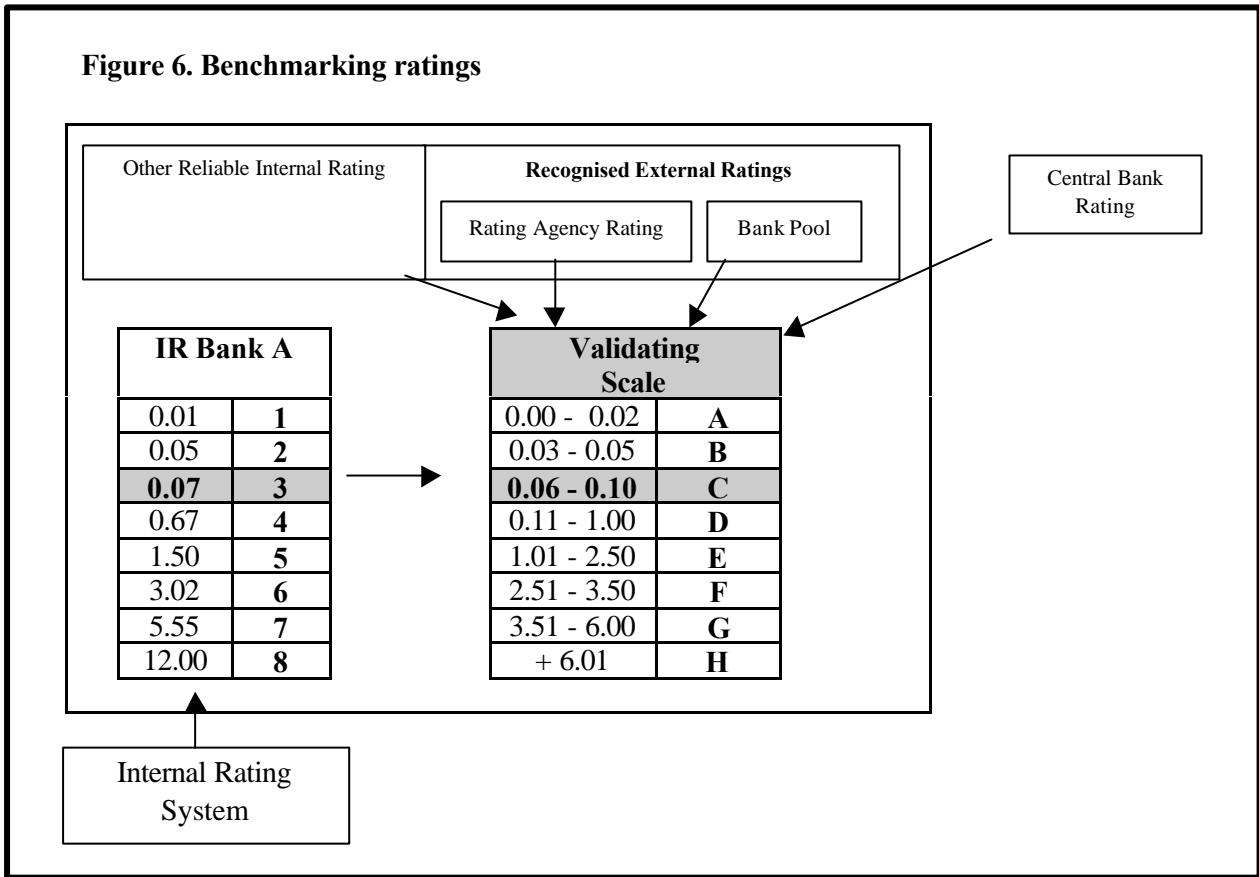 Figure 6. Benchmarking ratings
Other Reliable Internal Rating
Recognised External Ratings
Rating Agency Rating
Bank Pool
Central Bank
Rating
IR Bank A
0.01 1
0.05 2
0.07 3
0.67 4
1.50 5
3.02 6
5.55 7
12.00 8
Validating
Scale
0.00 - 0.02 A
0.03 - 0.05 B
0.06 - 0.10 C
0.11 - 1.00 D
1.01 - 2.50 E
2.51 - 3.50 F
3.51 - 6.00 G
+ 6.01 H
Internal Rating
System